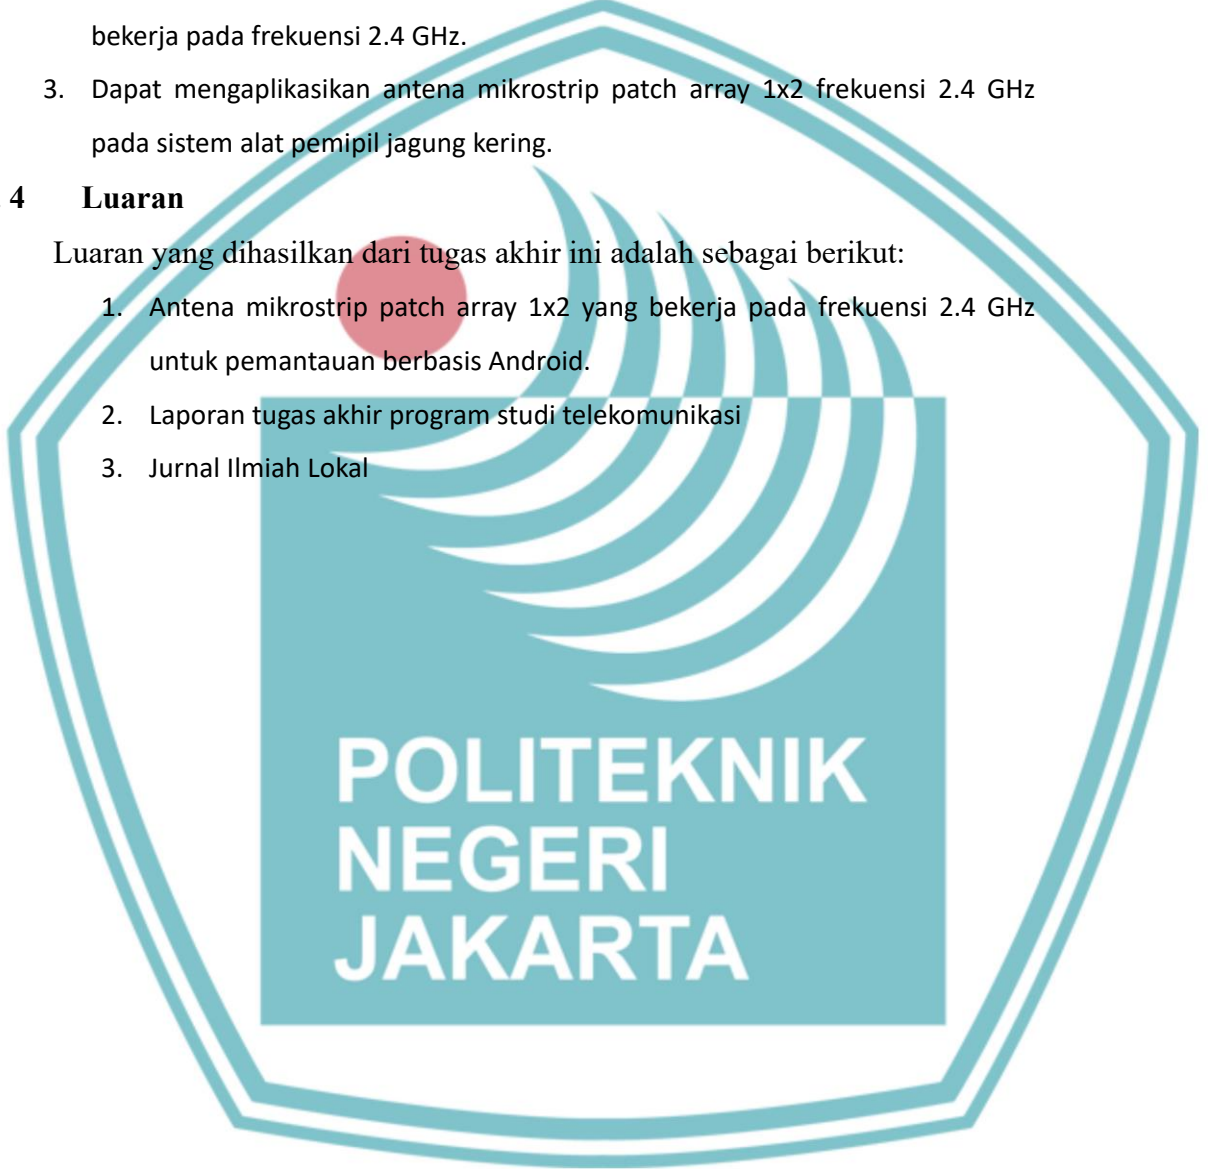 bekerja pada frekuensi 2.4 GHz.
3. Dapat mengaplikasikan antena mikrostrip patch array 1x2 frekuensi 2.4 GHz
pada sistem alat pemipil jagung kering.
4 Luaran
Luaran yang dihasilkan dari tugas akhir ini adalah sebagai berikut:
1. Antena mikrostrip patch array 1x2 yang bekerja pada frekuensi 2.4 GHz
untuk pemantauan berbasis Android.
2. Laporan tugas akhir program studi telekomunikasi
3. Jurnal Ilmiah Lokal
POLITEKNIK
NEGERI
JAKARTA